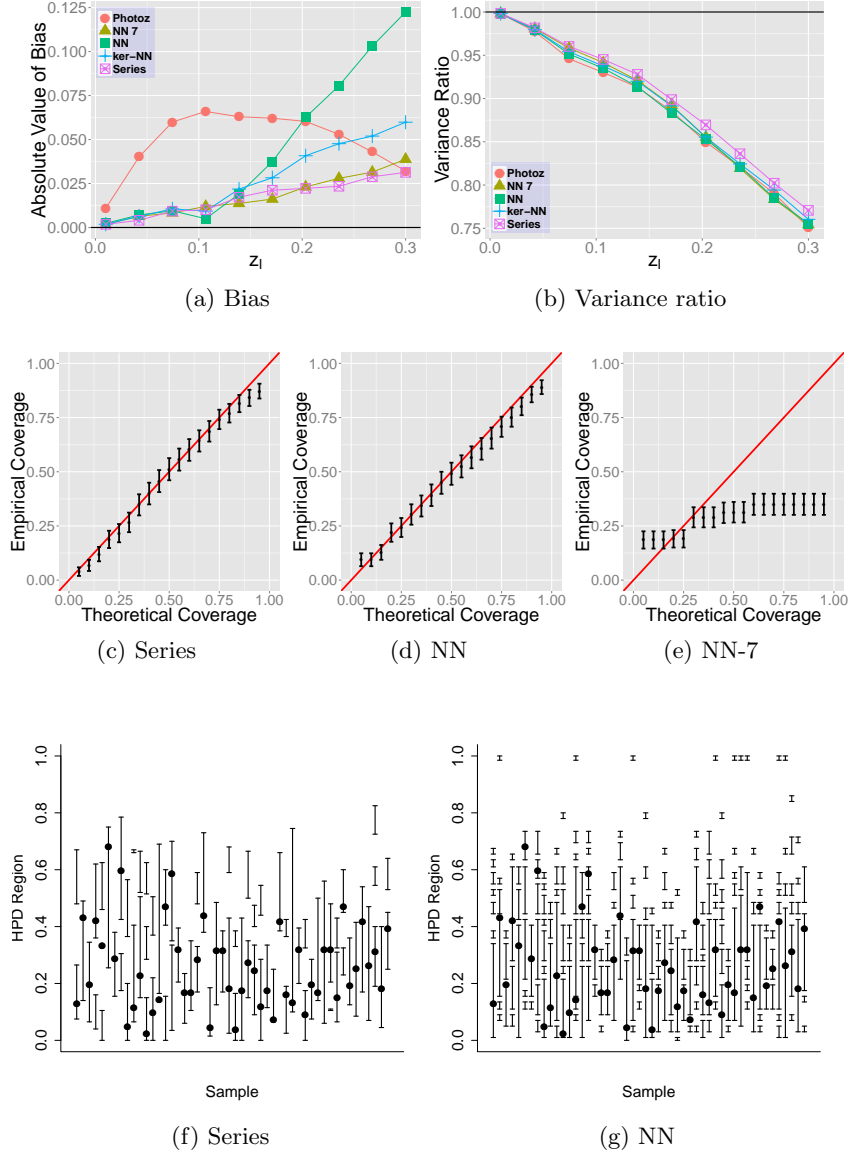 0.125
0.100
0.075
0.050
0.025
0.000
Absolute Value of Bias
Photoz
NN 7
NN
ker−NN
Series
0.0
0.1
0.2
0.3
z_l
(a) Bias
1.00
0.95
0.90
0.85
0.80
0.75
Variance Ratio
Photoz
NN 7
NN
ker−NN
Series
0.0
0.1
0.2
0.3
z_l
(b) Variance ratio
1.00
0.75
0.50
0.25
0.00
Empirical Coverage
0.00 0.25 0.50 0.75 1.00
Theoretical Coverage
(c) Series
1.00
0.75
0.50
0.25
0.00
Empirical Coverage
0.00 0.25 0.50 0.75 1.00
Theoretical Coverage
(d) NN
1.00
0.75
0.50
0.25
0.00
Empirical Coverage
0.00 0.25 0.50 0.75 1.00
Theoretical Coverage
(e) NN-7
1.0
0.8
0.6
0.4
0.2
0.0
HPD Region
Sample
(f) Series
1.0
0.8
0.6
0.4
0.2
0.0
HPD Region
Sample
(g) NN